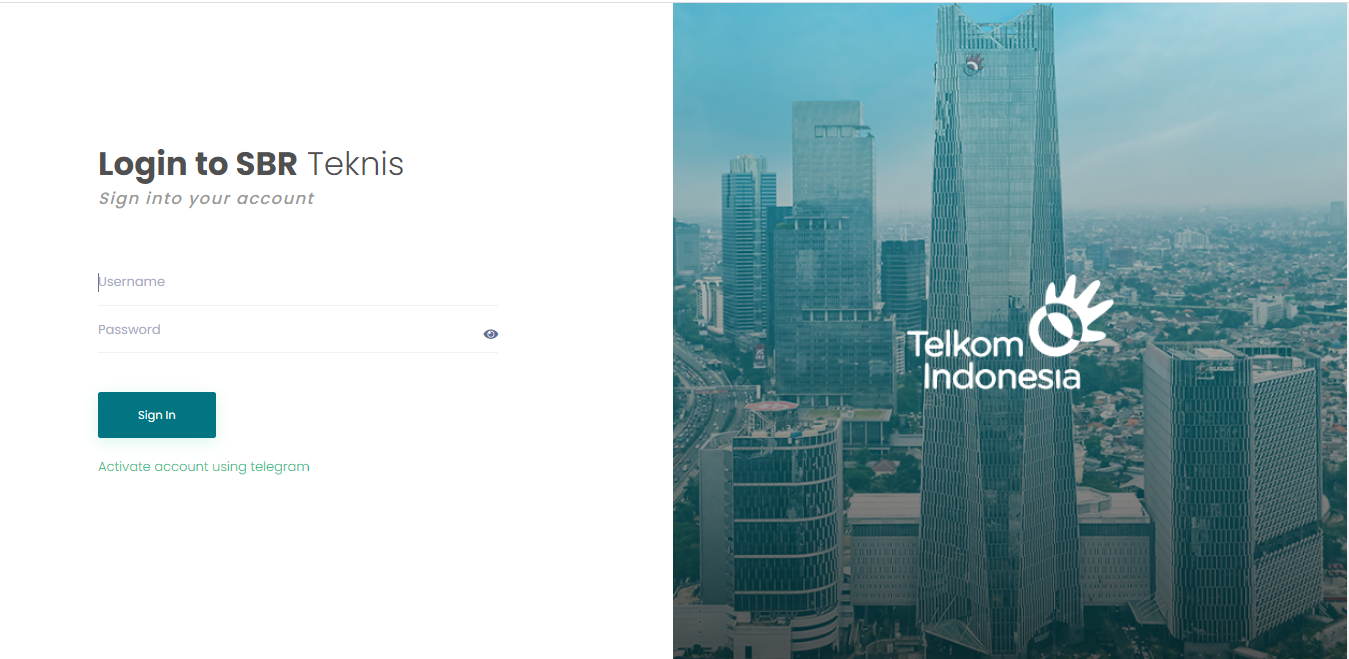 Login to SBR Teknis
Sign into your account
Username
Password
Sign In
Activate account using telegram
Telkom
Indonesia